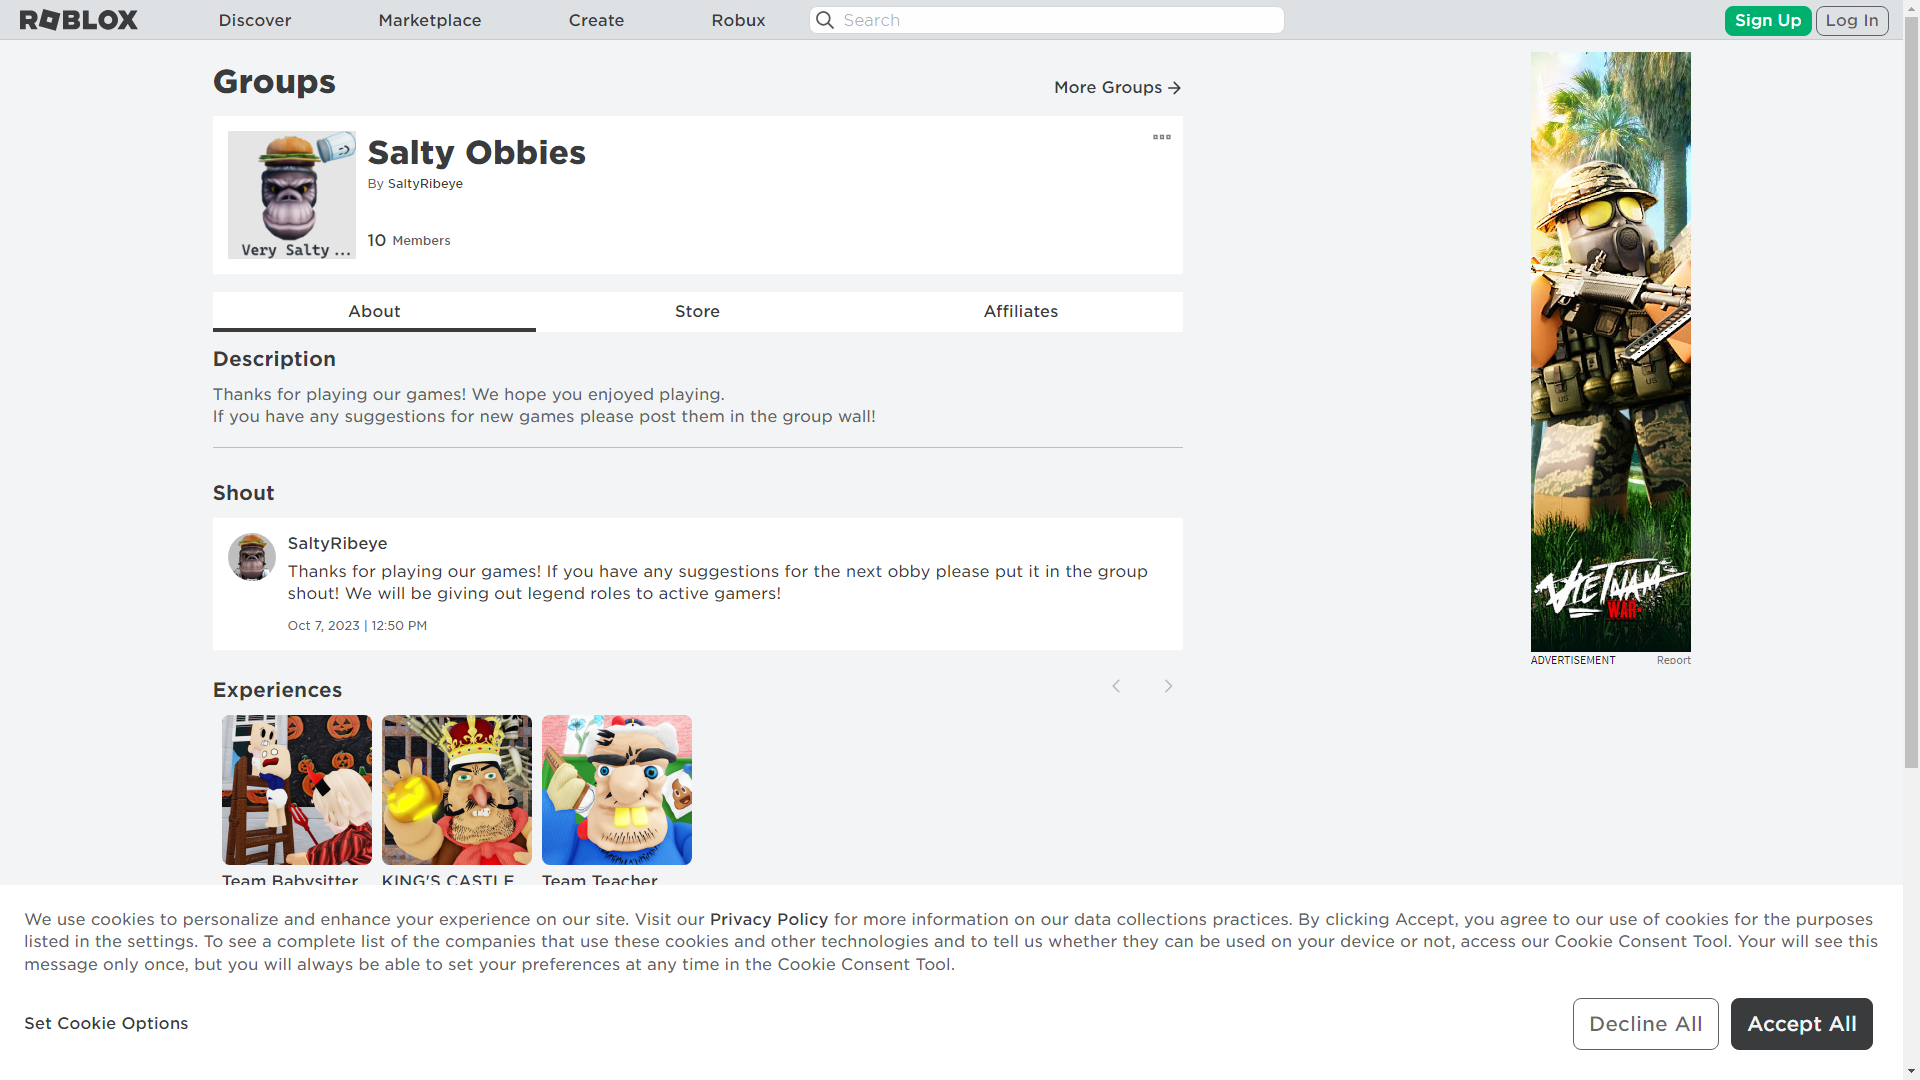 ROBLOX
Discover
Marketplace
Create
Robux
Search
Sign Up
Log In
Groups
More Groups
Very Salty ...
Salty Obbies
By SaltyRibeye
10 Members
About
Store
Affiliates
Description
Thanks for playing our games! We hope you enjoyed playing.
If you have any suggestions for new games please post them in the group wall!
Shout
SaltyRibeye
Thanks for playing our games! If you have any suggestions for the next obby please put it in the group
shout! We will be giving out legend roles to active gamers!
Oct 7, 2023 | 12:50 PM
Experiences
Team Babysitter
KING'S CASTLE
Team Teacher
US
US
VIETNAM
WAR
ADVERTISEMENT
Report
We use cookies to personalize and enhance your experience on our site. Visit our Privacy Policy for more information on our data collections practices. By clicking Accept, you agree to our use of cookies for the purposes
listed in the settings. To see a complete list of the companies that use these cookies and other technologies and to tell us whether they can be used on your device or not, access our Cookie Consent Tool. Your will see this
message only once, but you will always be able to set your preferences at any time in the Cookie Consent Tool.
Set Cookie Options
Decline All
Accept All